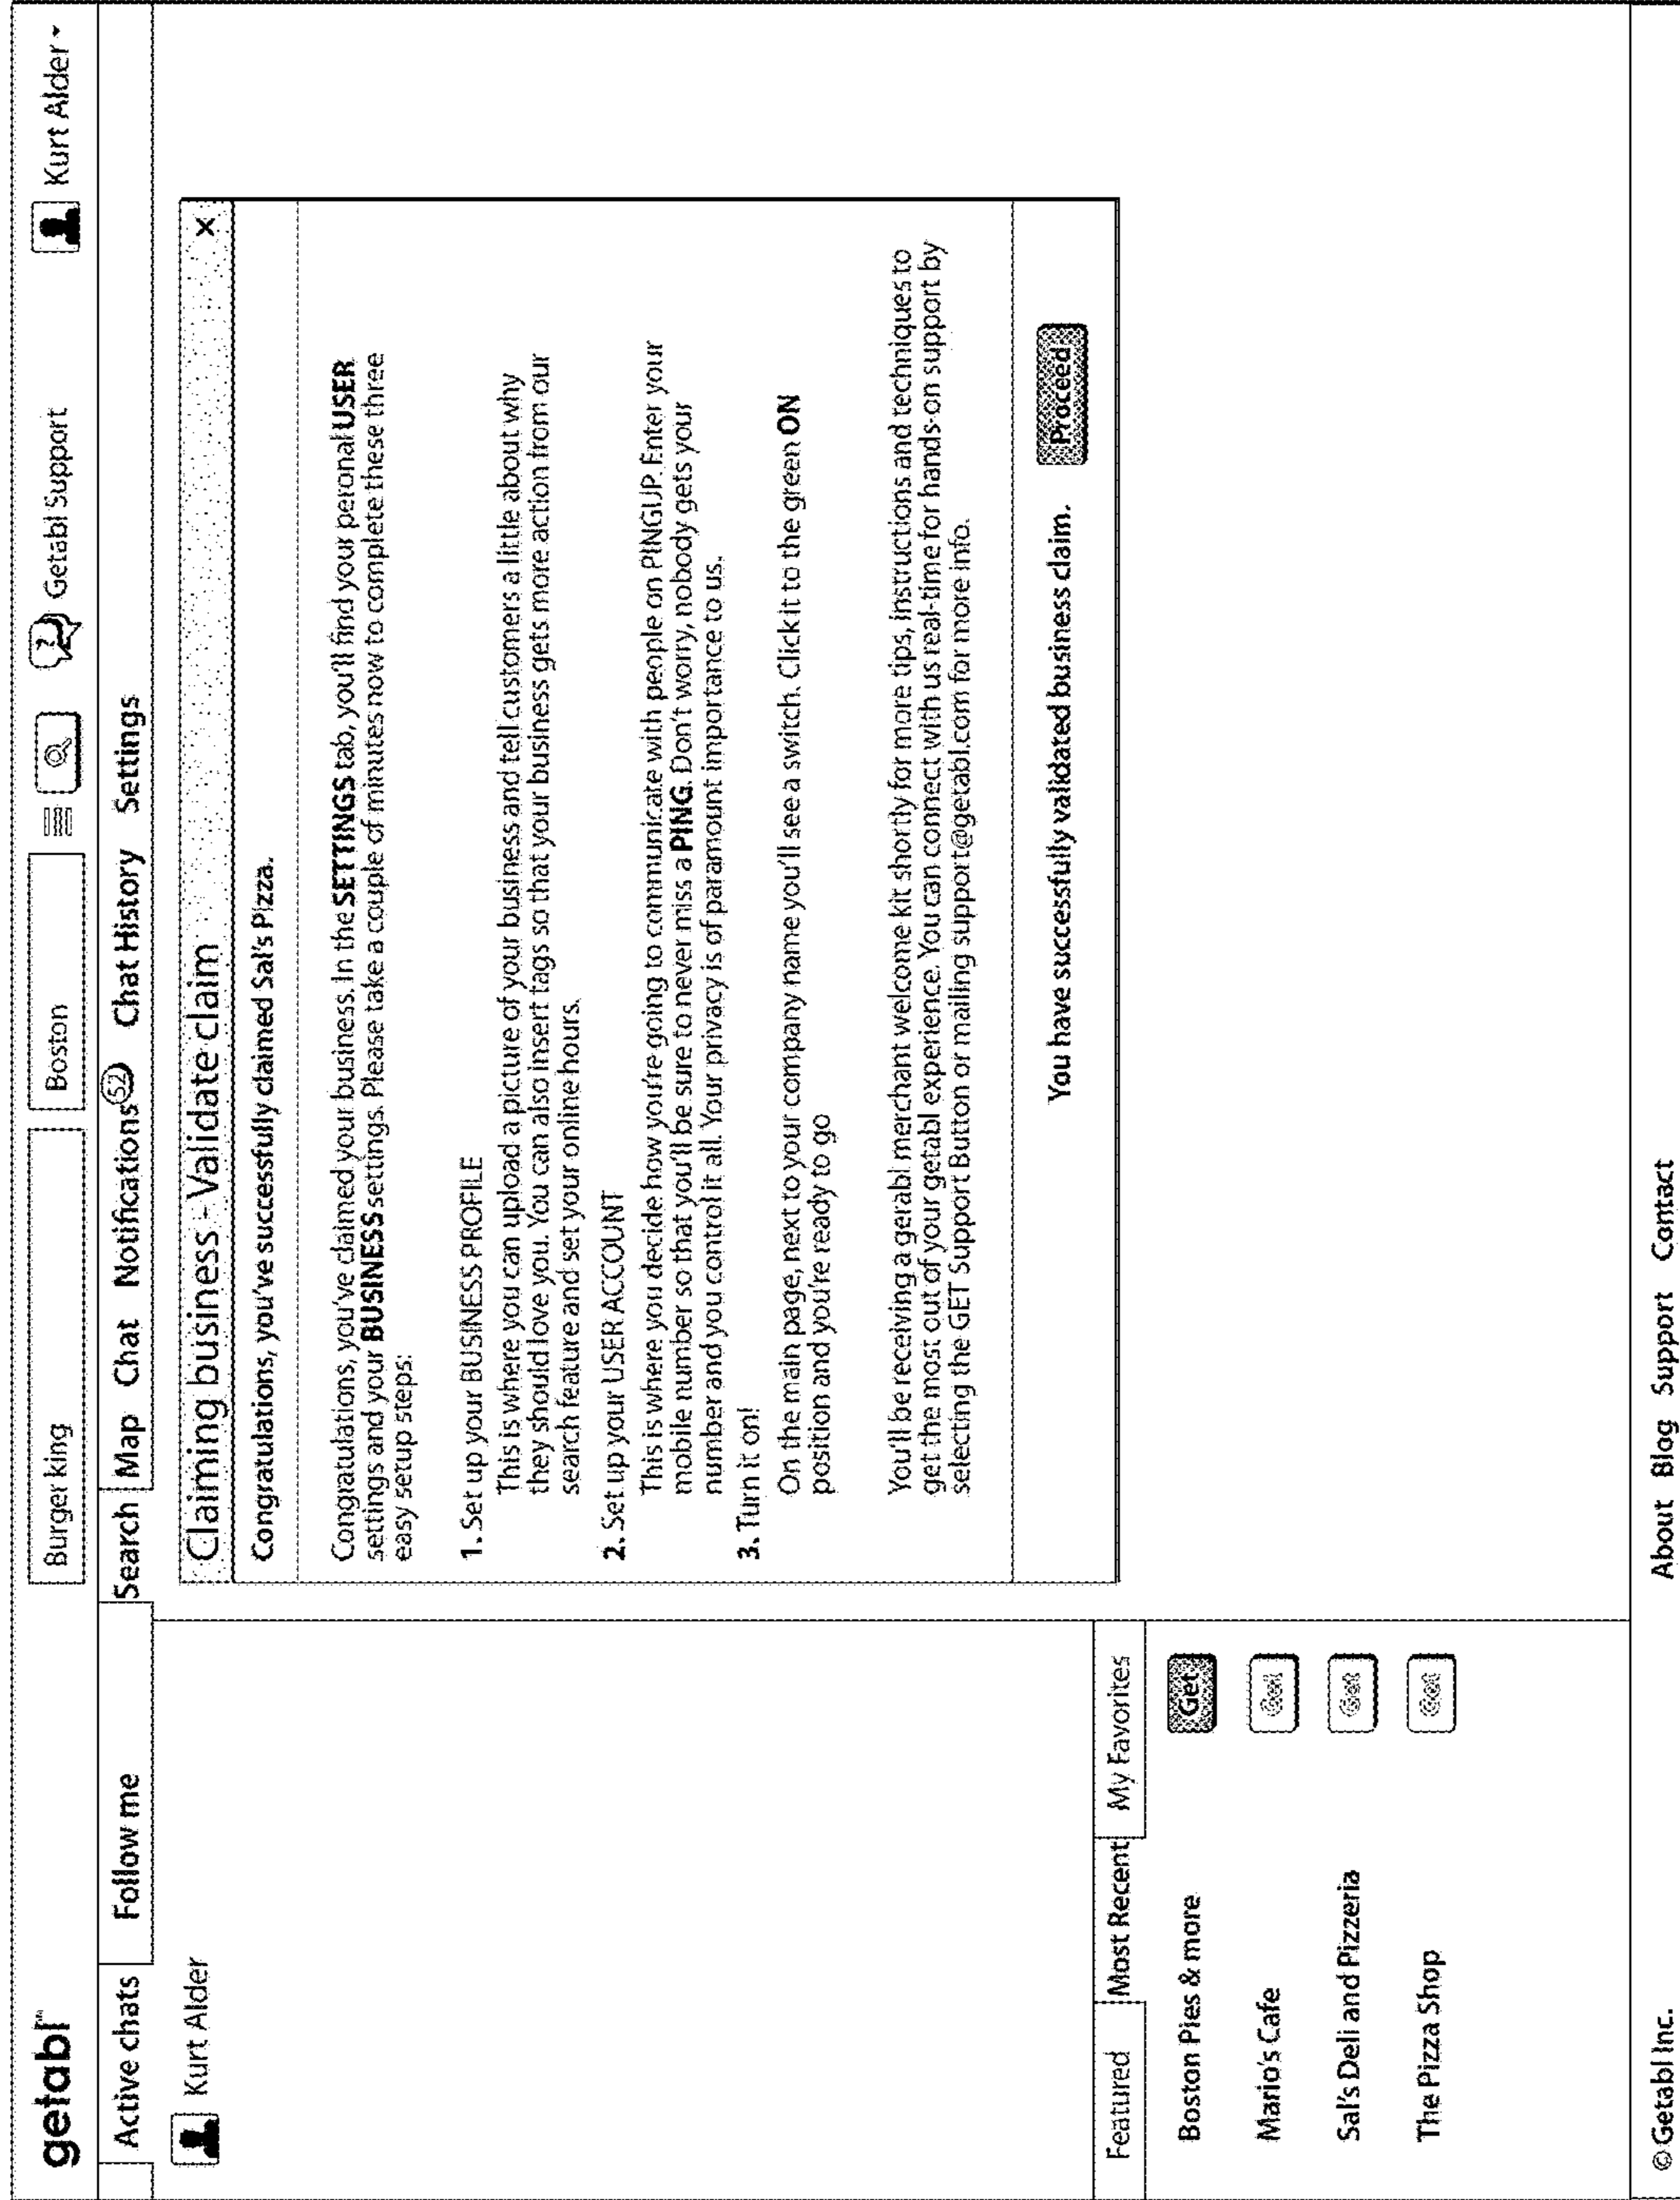 getabl™
Burger king
Boston
Getabl Support
Kurt Alder
Active chats
Follow me
Search
Map
Chat
Notifications 52
Chat History
Settings
Kurt Alder
Claiming business - Validate claim
X
Congratulations, you've successfully claimed Sal's Pizza.
Congratulations, you've claimed your business. In the SETTINGS tab, you'll find your peronal USER
settings and your BUSINESS settings. Please take a couple of minutes now to complete these three
easy setup steps:
1. Set up your BUSINESS PROFILE
This is where you can upload a picture of your business and tell customers a little about why
they should love you. You can also insert tags so that your business gets more action from our
search feature and set your online hours.
2. Set up your USER ACCOUNT
This is where you decide how you're going to communicate with people on PINGUP. Enter your
mobile number so that you'll be sure to never miss a PING. Don't worry, nobody gets your
number and you control it all. Your privacy is of paramount importance to us.
3. Turn it on!
On the main page, next to your company name you'll see a switch. Click it to the green ON
position and you're ready to go
You'll be receiving a gerabl merchant welcome kit shortly for more tips, instructions and techniques to
get the most out of your getabl experience. You can connect with us real-time for hands-on support by
selecting the GET Support Button or mailing support@getabl.com for more info.
You have successfully validated business claim.
Proceed
Featured
Most Recent
My Favorites
Boston Pies & more
Get
Mario's Cafe
Get
Sal's Deli and Pizzeria
Get
The Pizza Shop
Get
© Getabl Inc.
About
Blog
Support
Contact